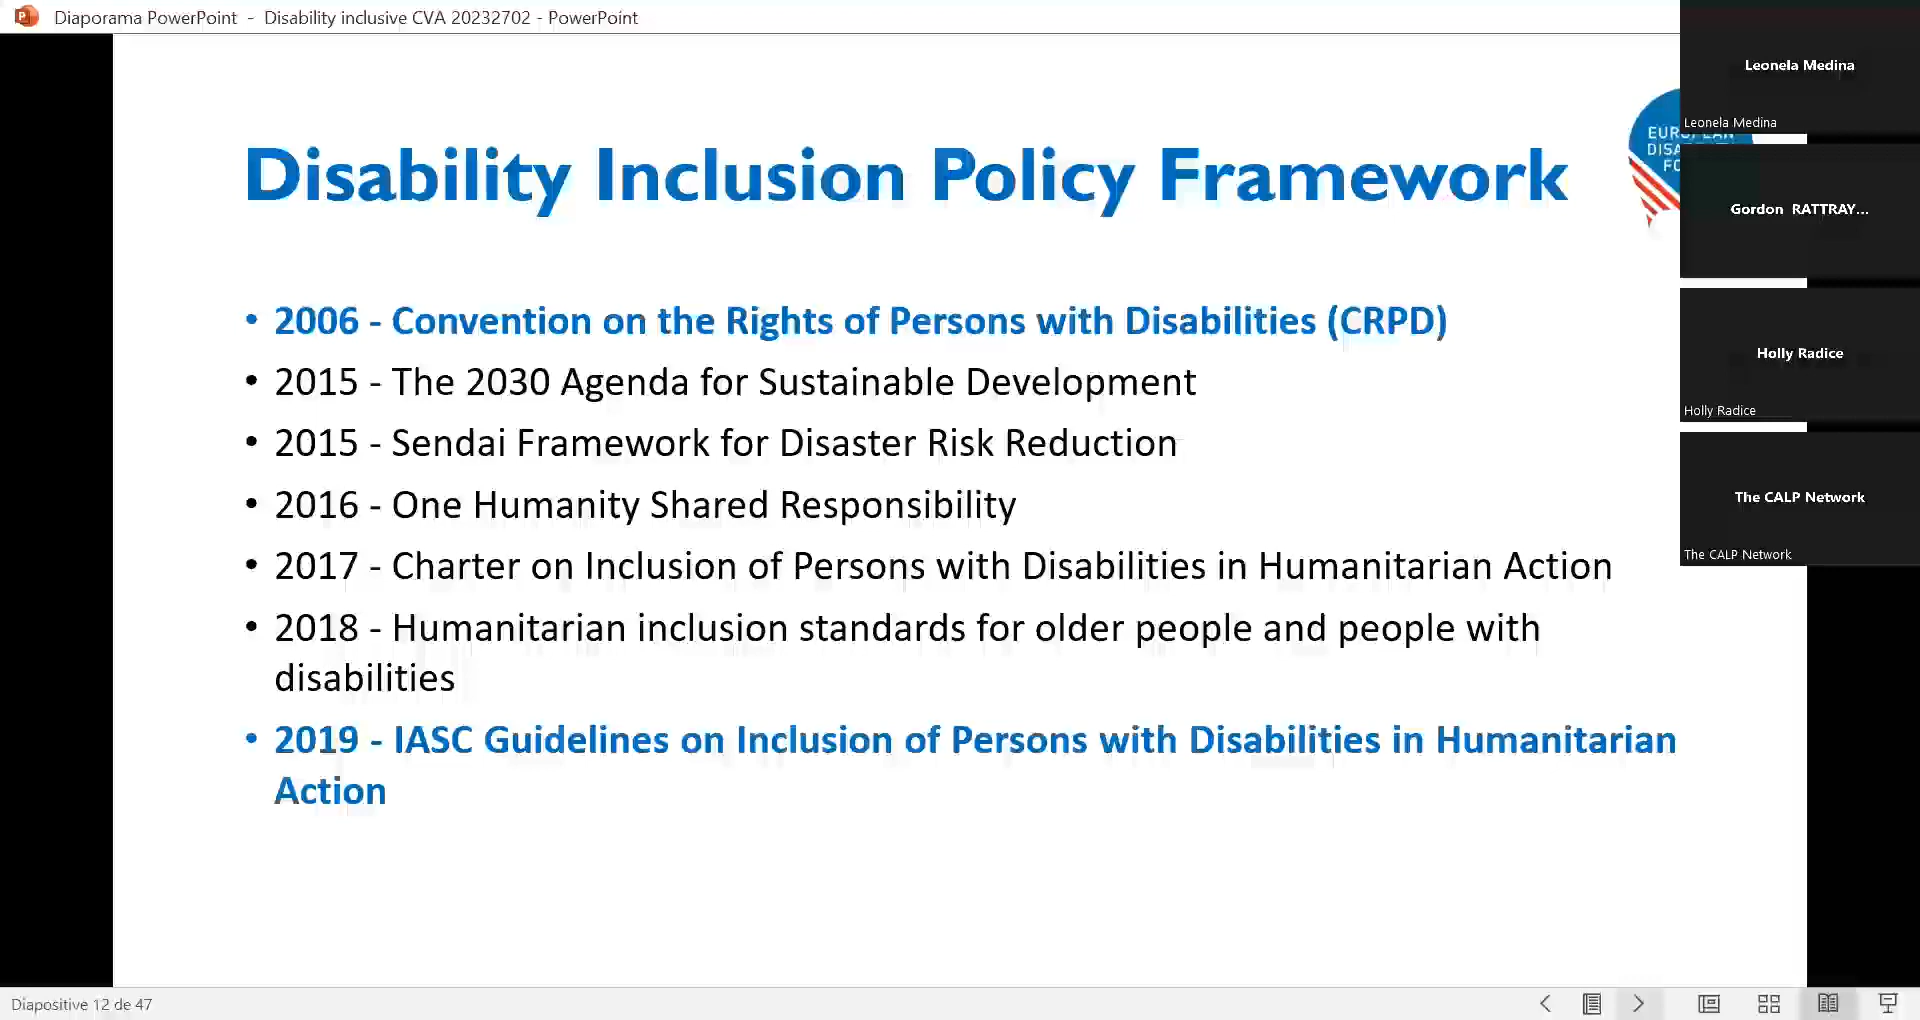 Diaporama PowerPoint - Disability inclusive CVA 20232702 - PowerPoint
Disability Inclusion Policy Framework
• 2006 - Convention on the Rights of Persons with Disabilities (CRPD)
• 2015 - The 2030 Agenda for Sustainable Development
• 2015 - Sendai Framework for Disaster Risk Reduction
• 2016 - One Humanity Shared Responsibility
• 2017 - Charter on Inclusion of Persons with Disabilities in Humanitarian Action
• 2018 - Humanitarian inclusion standards for older people and people with
disabilities
• 2019 - IASC Guidelines on Inclusion of Persons with Disabilities in Humanitarian
Action
EUROPEAN
Leonela Medina
Leonela Medina
Gordon RATTRAY...
Holly Radice
Holly Radice
The CALP Network
The CALP Network
Diapositive 12 de 47